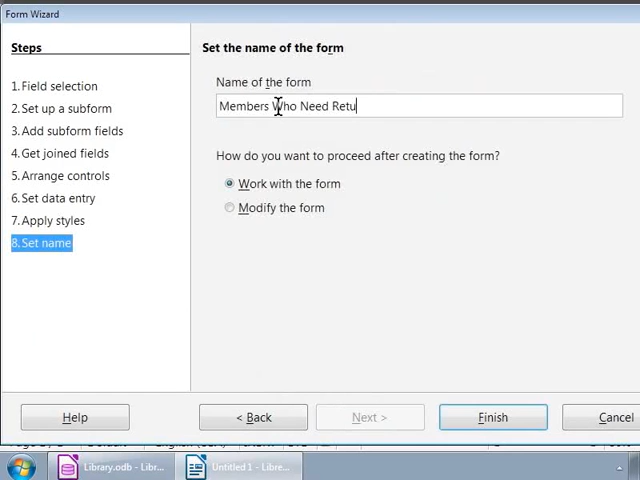 Form Wizard
Steps
1. Field selection
2. Set up a subform
3. Add subform fields
4. Get joined fields
5. Arrange controls
6. Set data entry
7. Apply styles
8. Set name
Set the name of the form
Name of the form
Members Who Need Retu
How do you want to proceed after creating the form?
Work with the form
Modify the form
Help
< Back
Next >
Finish
Cancel
Library.odb - Libr...
Untitled 1 - Libre...